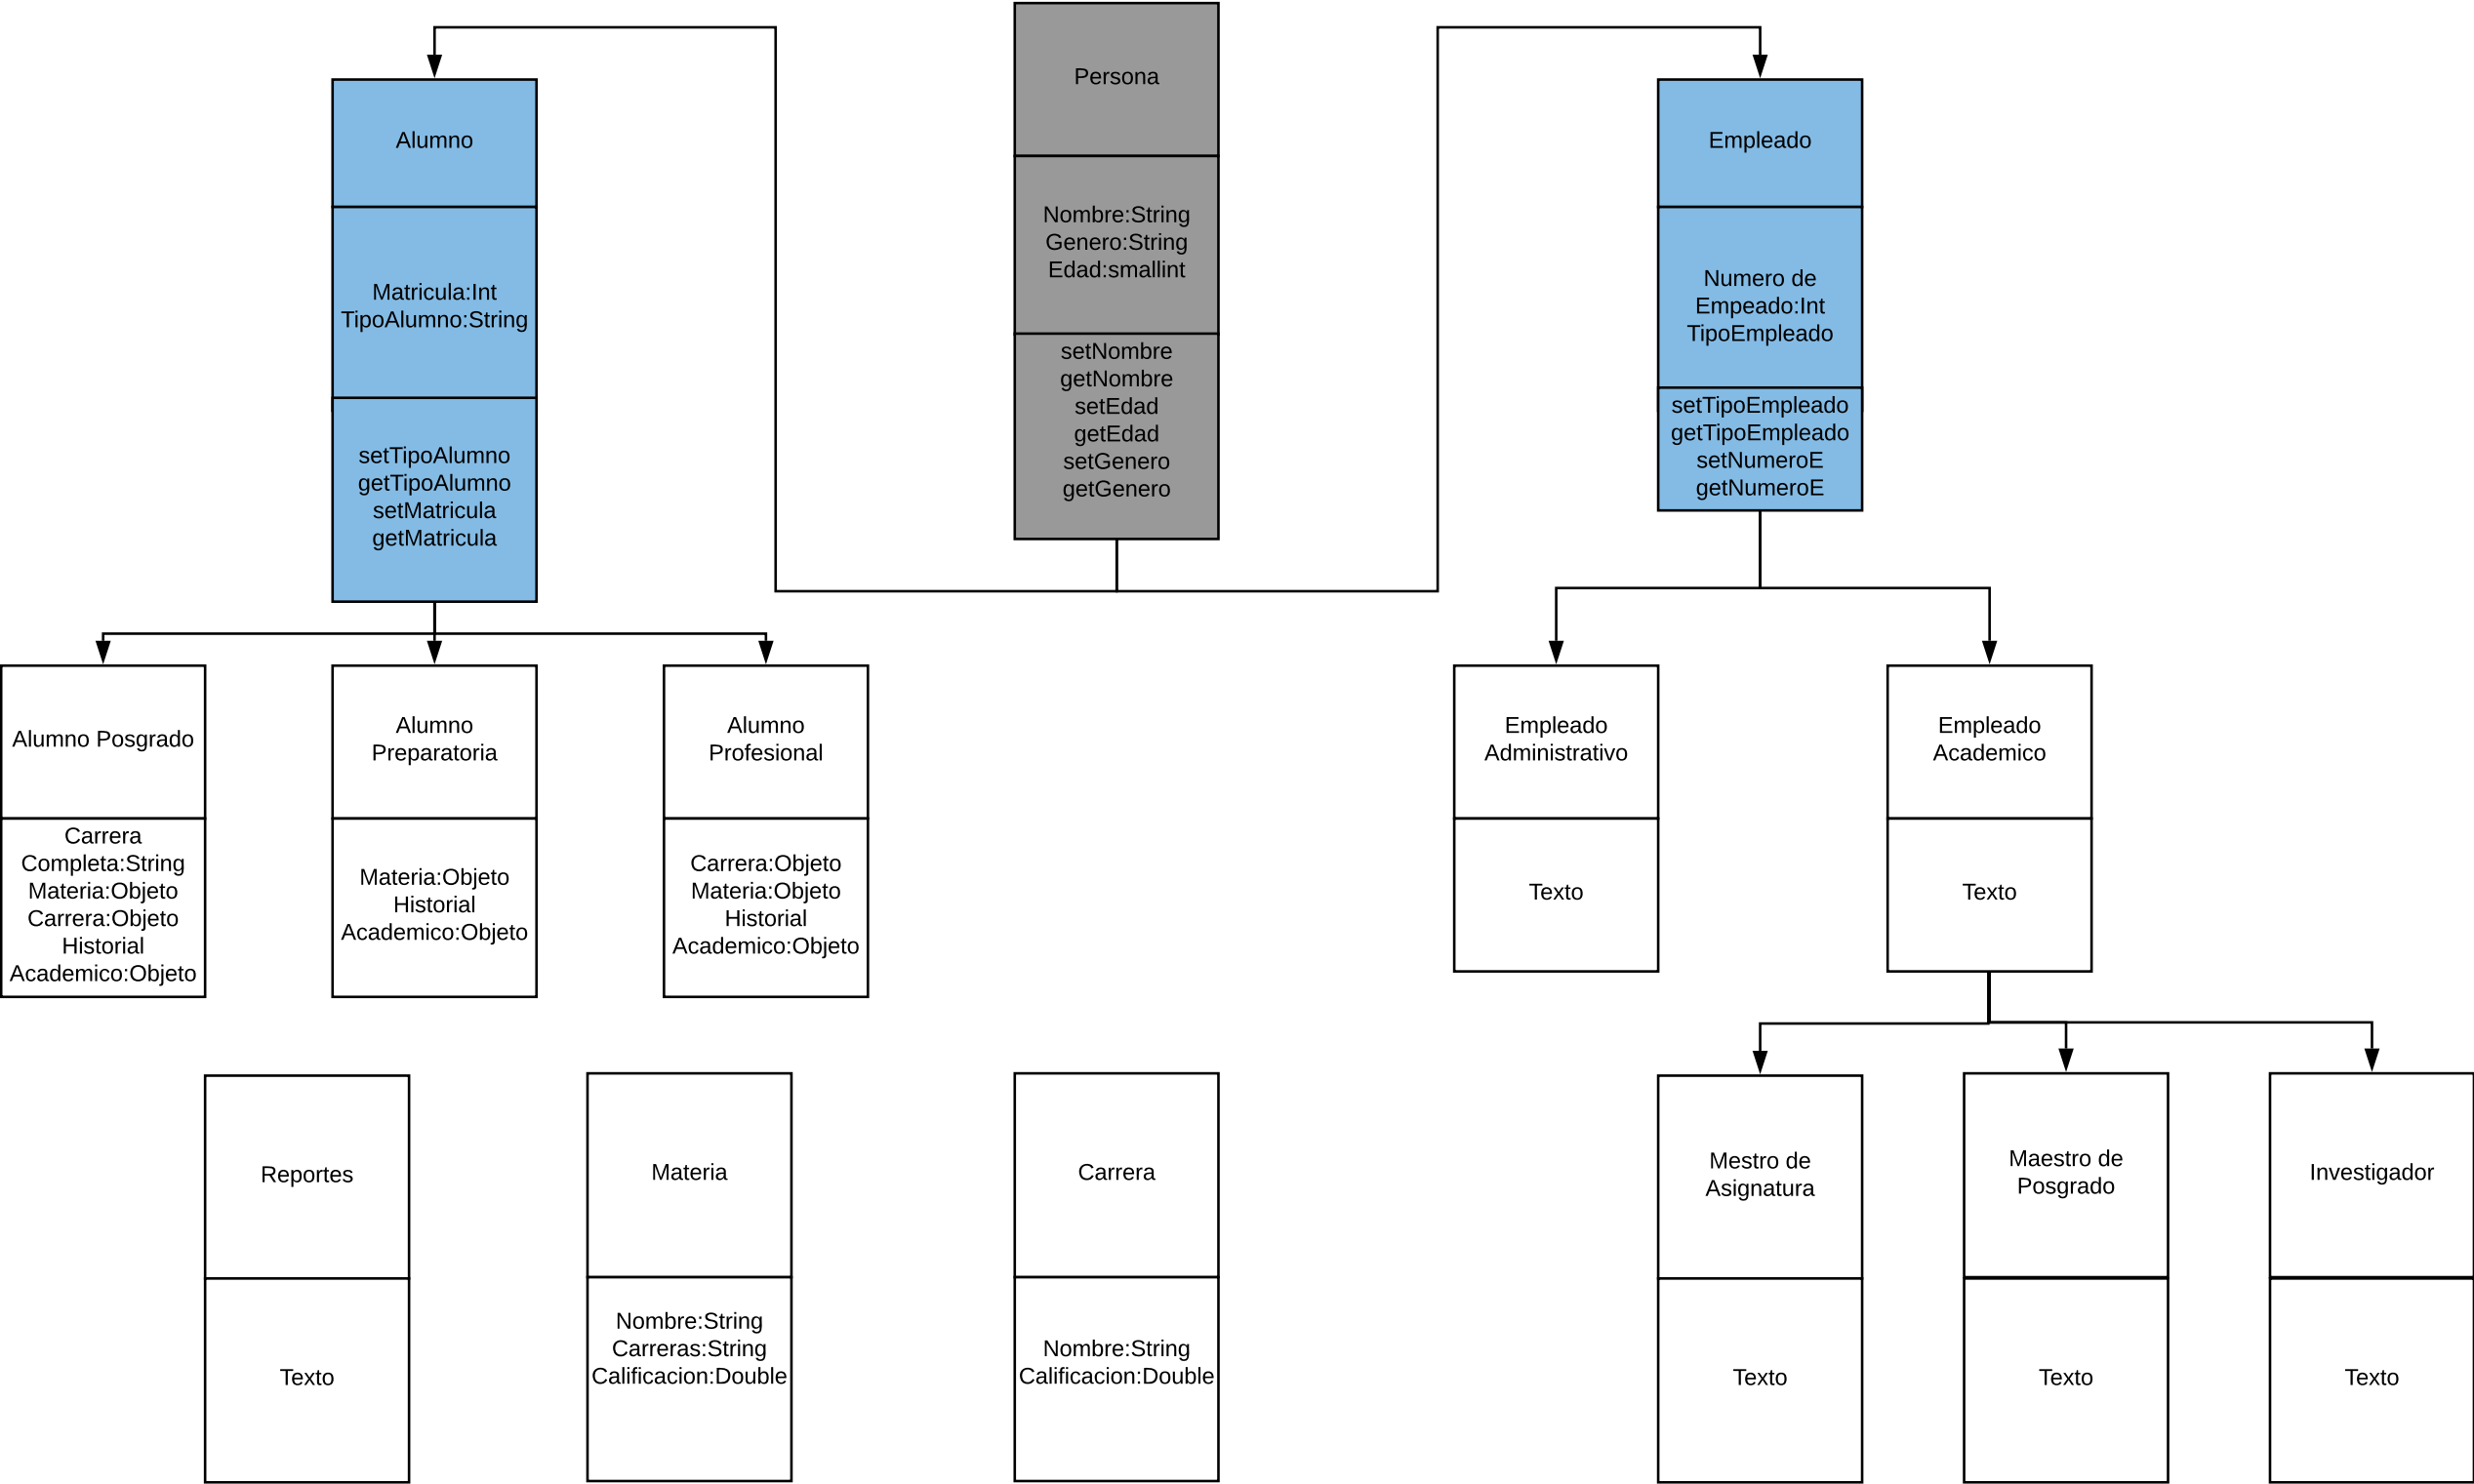 Persona
Nombre:String
Genero:String
Edad:smallint
setNombre
getNombre
setEdad
getEdad
setGenero
getGenero
Alumno
Matricula:Int
TipoAlumno:String
setTipoAlumno
getTipoAlumno
setMatricula
getMatricula
Empleado
Numero de
Empeado:Int
TipoEmpleado
setTipoEmpleado
getTipoEmpleado
setNumeroE
getNumeroE
Alumno Posgrado
Carrera
Completa:String
Materia:Objeto
Carrera:Objeto
Historial
Academico:Objeto
Alumno
Preparatoria
Materia:Objeto
Historial
Academico:Objeto
Alumno
Profesional
Carrera:Objeto
Materia:Objeto
Historial
Academico:Objeto
Empleado
Administrativo
Texto
Empleado
Academico
Texto
Reportes
Texto
Materia
Nombre:String
Carreras:String
Calificacion:Double
Carrera
Nombre:String
Calificacion:Double
Mestro de
Asignatura
Texto
Maestro de
Posgrado
Texto
Investigador
Texto